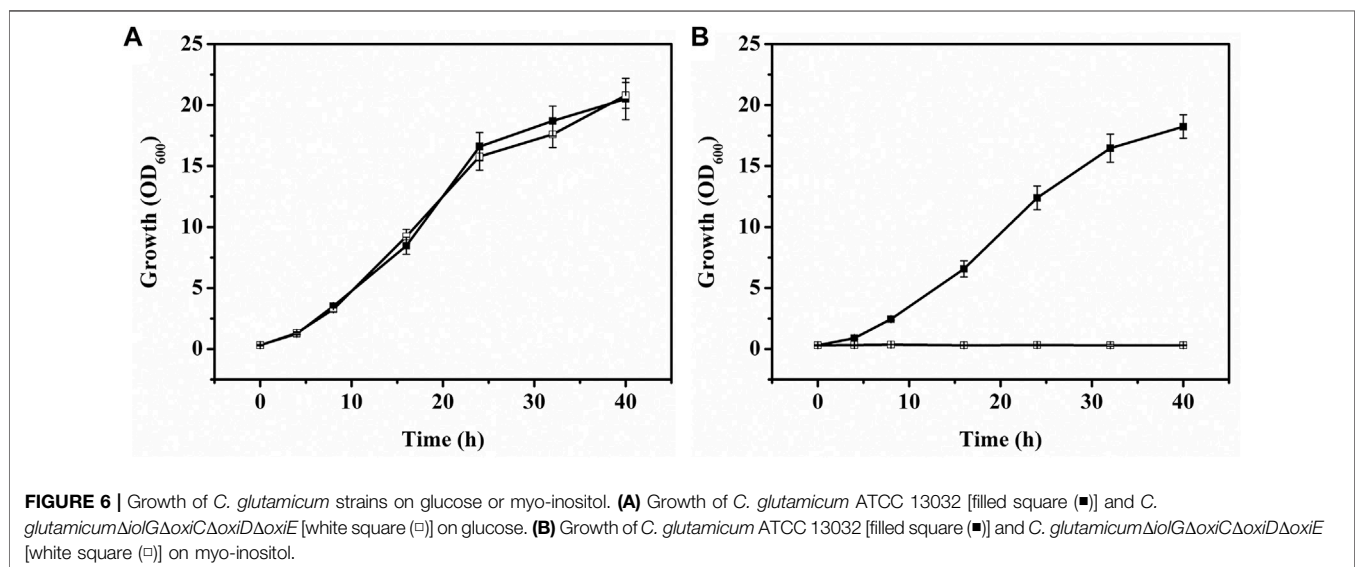 A
B
25
20
15
10
5
0
Growth (OD600)
0 10 20 30 40
Time (h)
25
20
15
10
5
0
Growth (OD600)
0 10 20 30 40
Time (h)
FIGURE 6 | Growth of C. glutamicum strains on glucose or myo-inositol. (A) Growth of C. glutamicum ATCC 13032 [filled square (■)] and C.
glutamicumΔiolGΔoxiCΔoxiDΔoxiE [white square (□)] on glucose. (B) Growth of C. glutamicum ATCC 13032 [filled square (■)] and C. glutamicumΔiolGΔoxiCΔoxiDΔoxiE
[white square (□)] on myo-inositol.